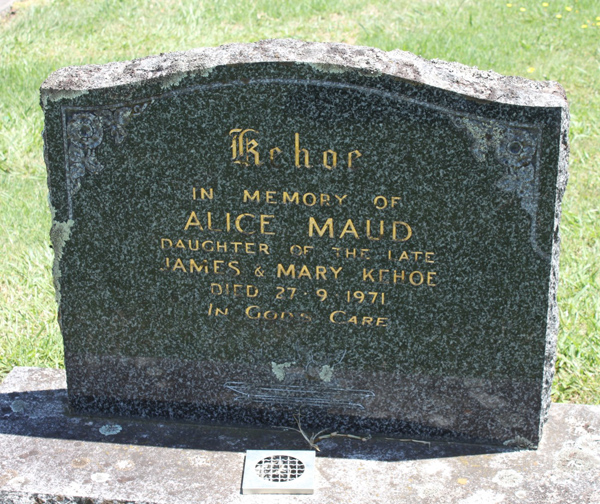 Kehoe
IN MEMORY OF
ALICE MAUD
DAUGHTER OF THE LATE
JAMES & MARY KEHOE
DIED 27·9·1971
IN GOD'S CARE